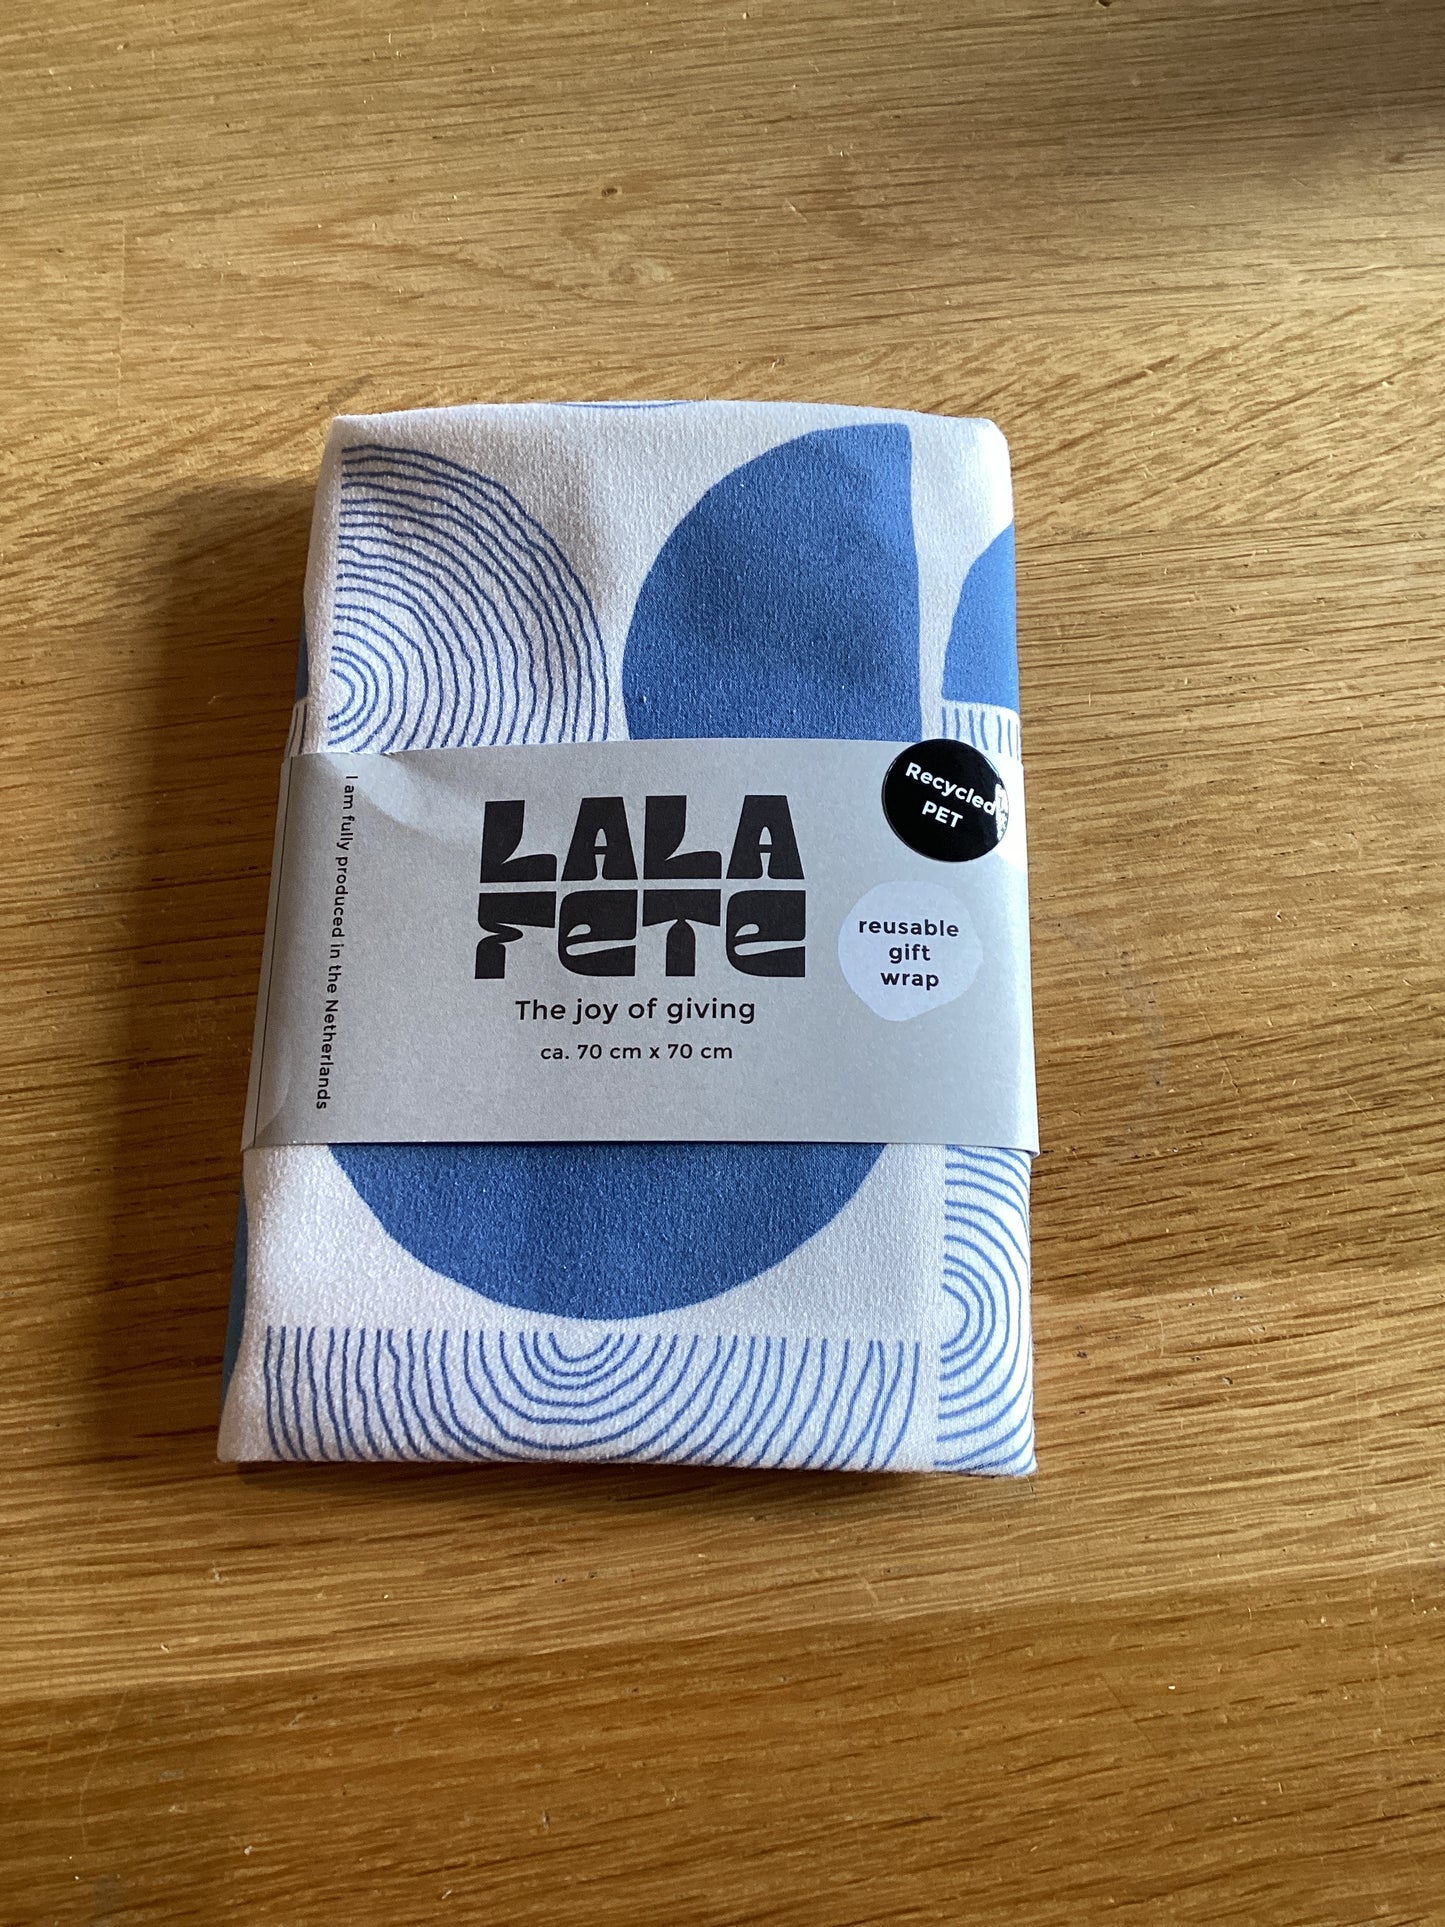 LALA
FETE
The joy of giving
ca. 70 cm x 70 cm
Recycled
PET
reusable
gift
wrap
I am fully produced in the Netherlands